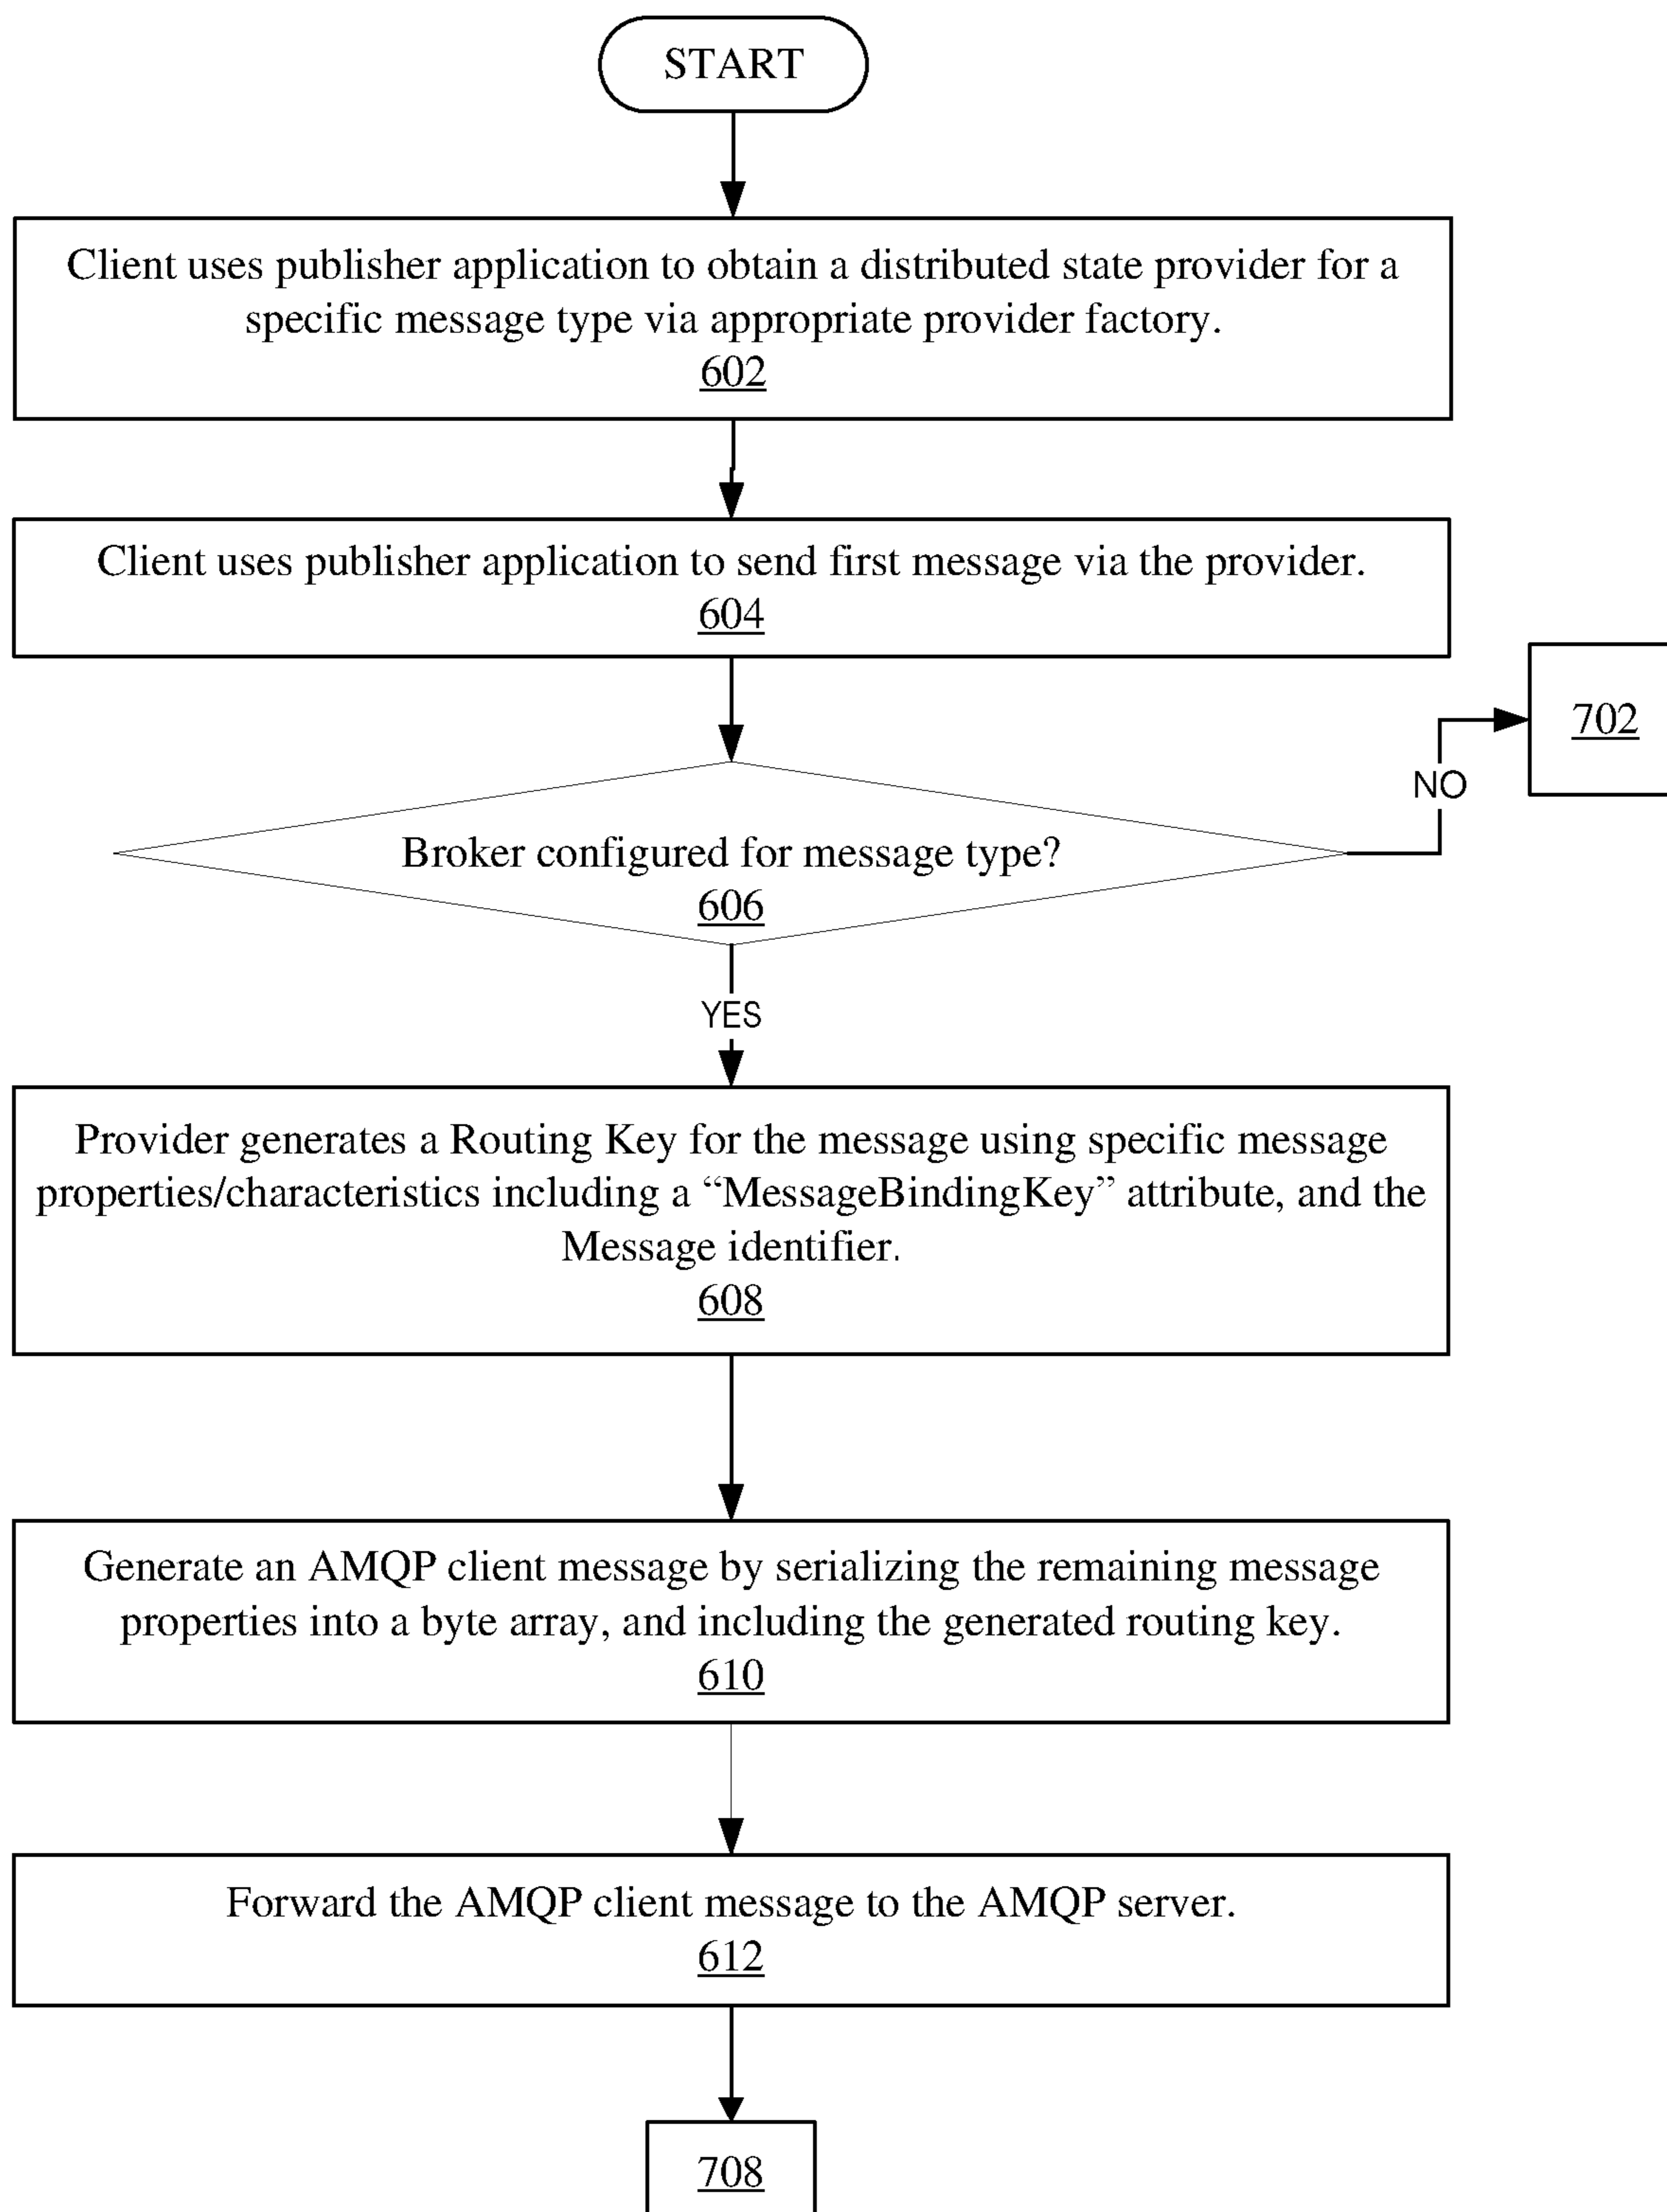 START
Client uses publisher application to obtain a distributed state provider for a
specific message type via appropriate provider factory.
602
Client uses publisher application to send first message via the provider.
604
702
NO
Broker configured for message type?
606
YES
Provider generates a Routing Key for the message using specific message
properties/characteristics including a “MessageBindingKey” attribute, and the
Message identifier.
608
Generate an AMQP client message by serializing the remaining message
properties into a byte array, and including the generated routing key.
610
Forward the AMQP client message to the AMQP server.
612
708